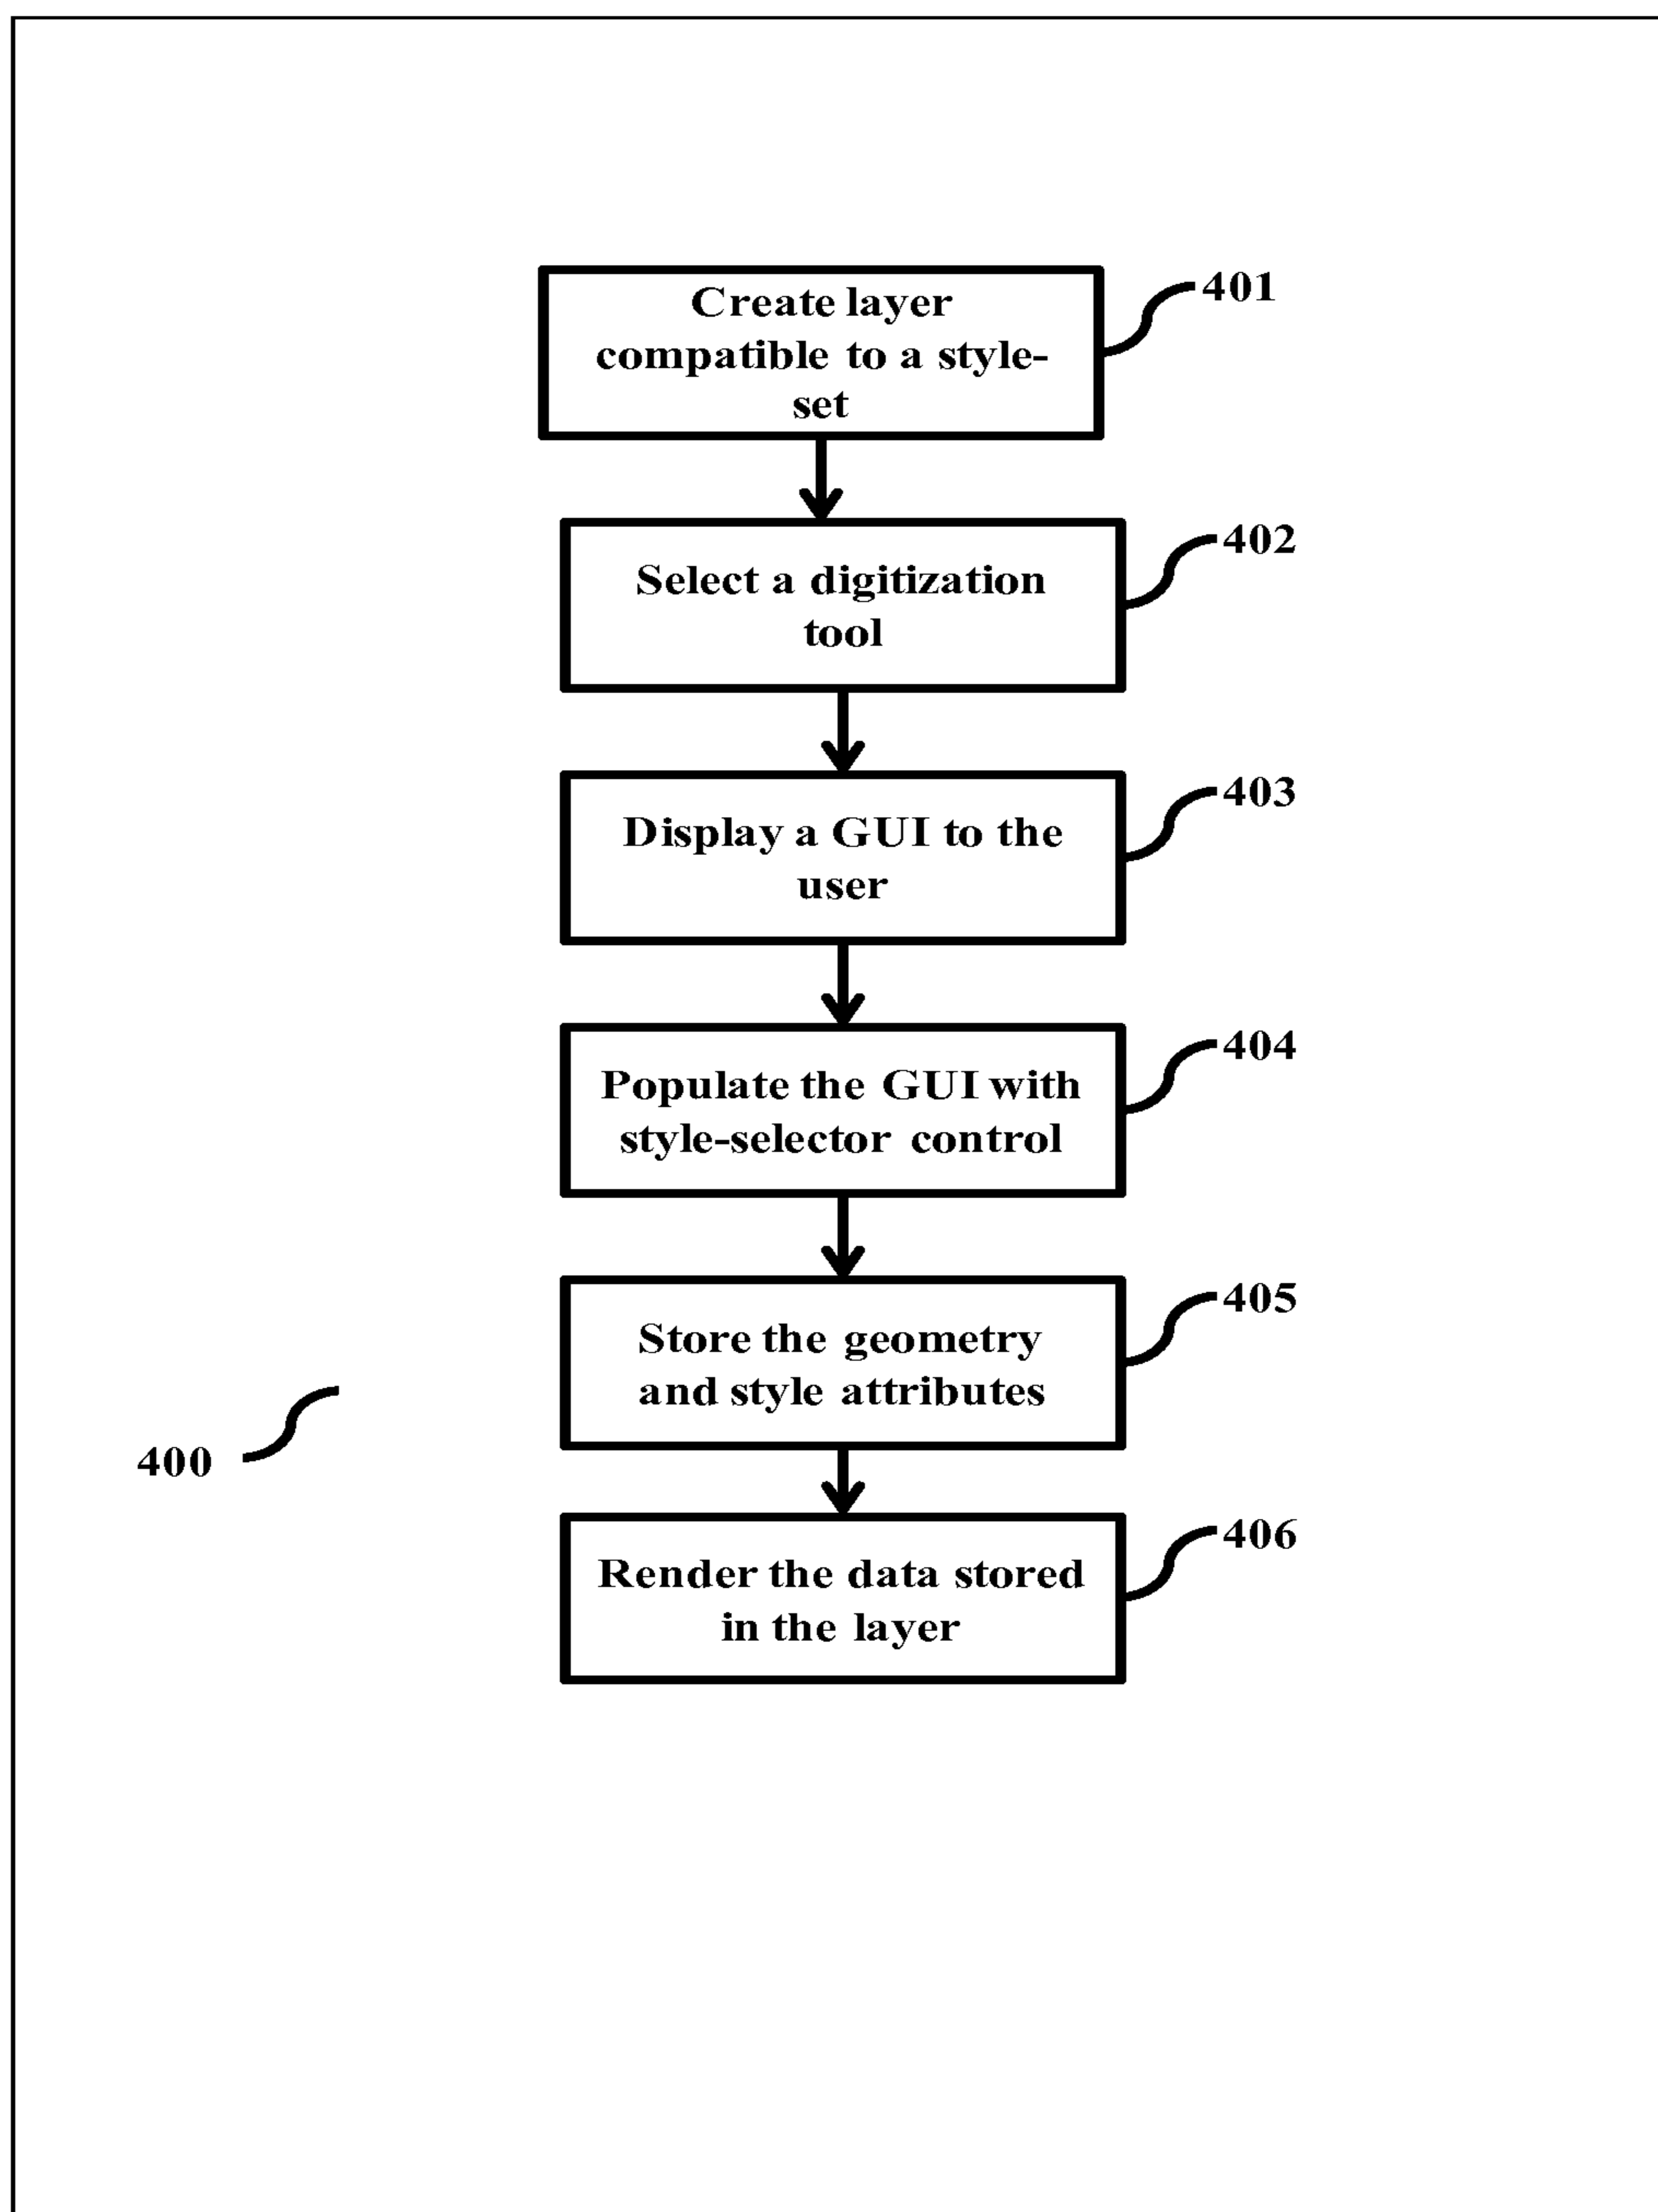 Create layer
compatible to a style-
set
401
Select a digitization
tool
402
Display a GUI to the
user
403
Populate the GUI with
style-selector control
404
Store the geometry
and style attributes
405
400
Render the data stored
in the layer
406